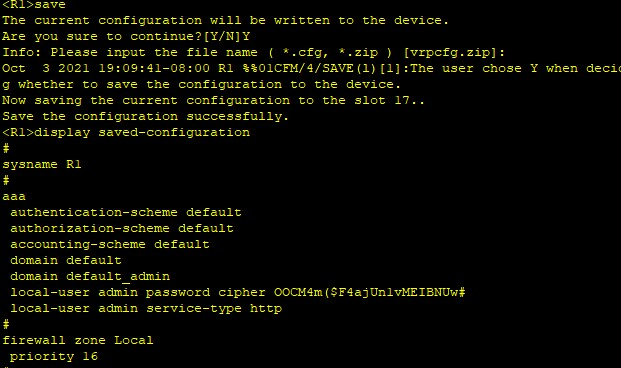 <R1>save
The current configuration will be written to the device.
Are you sure to continue?[Y/N]Y
Info: Please input the file name ( *.cfg, *.zip ) [vrpcfg.zip]:
Oct  3 2021 19:09:41-08:00 R1 %%01CFM/4/SAVE(l)[1]:The user chose Y when decid
g whether to save the configuration to the device.
Now saving the current configuration to the slot 17..
Save the configuration successfully.
<R1>display saved-configuration
#
sysname R1
#
aaa
 authentication-scheme default
 authorization-scheme default
 accounting-scheme default
 domain default
 domain default_admin
 local-user admin password cipher OOCM4m($F4ajUn1vMEIBNUw#
 local-user admin service-type http
#
firewall zone Local
 priority 16